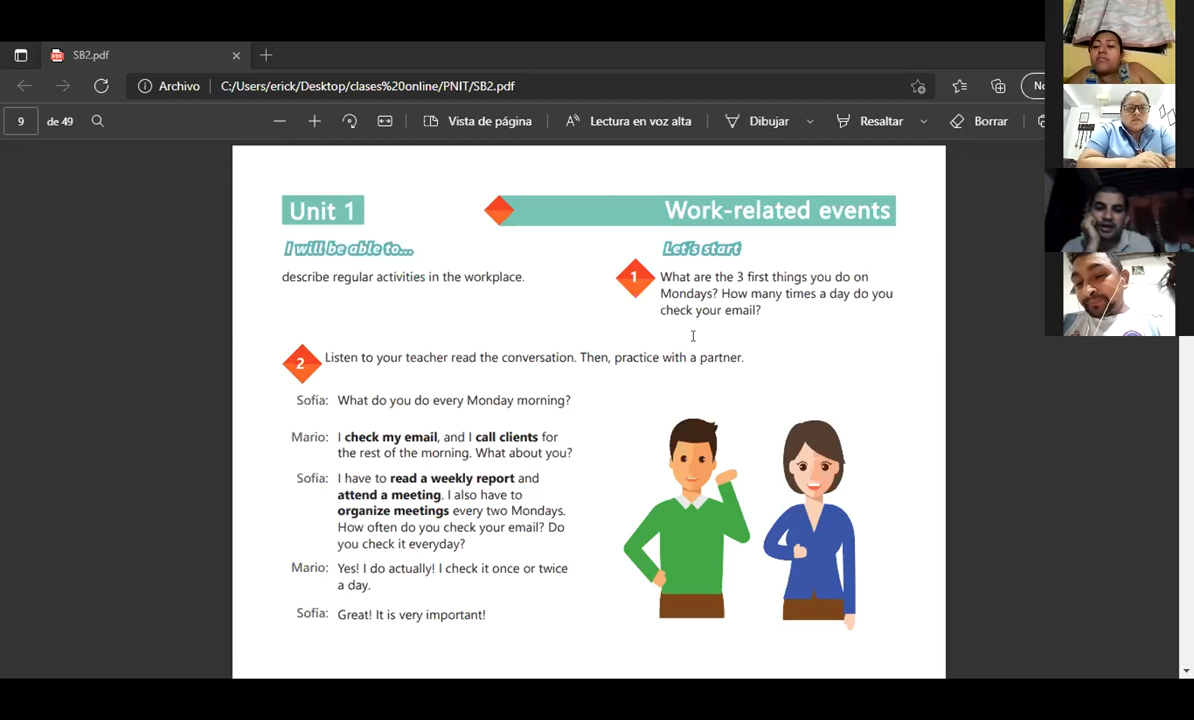 SB2.pdf
Archivo
C:/Users/erick/Desktop/clases%20online/PNIT/SB2.pdf
9 de 49
Vista de página
Lectura en voz alta
Dibujar
Resaltar
Borrar
Unit 1
Work-related events
I will be able to...
describe regular activities in the workplace.
Let's start
1
What are the 3 first things you do on
Mondays? How many times a day do you
check your email?
2
Listen to your teacher read the conversation. Then, practice with a partner.
Sofía: What do you do every Monday morning?
Mario: I check my email, and I call clients for
the rest of the morning. What about you?
Sofía: I have to read a weekly report and
attend a meeting. I also have to
organize meetings every two Mondays.
How often do you check your email? Do
you check it everyday?
Mario: Yes! I do actually! I check it once or twice
a day.
Sofía: Great! It is very important!